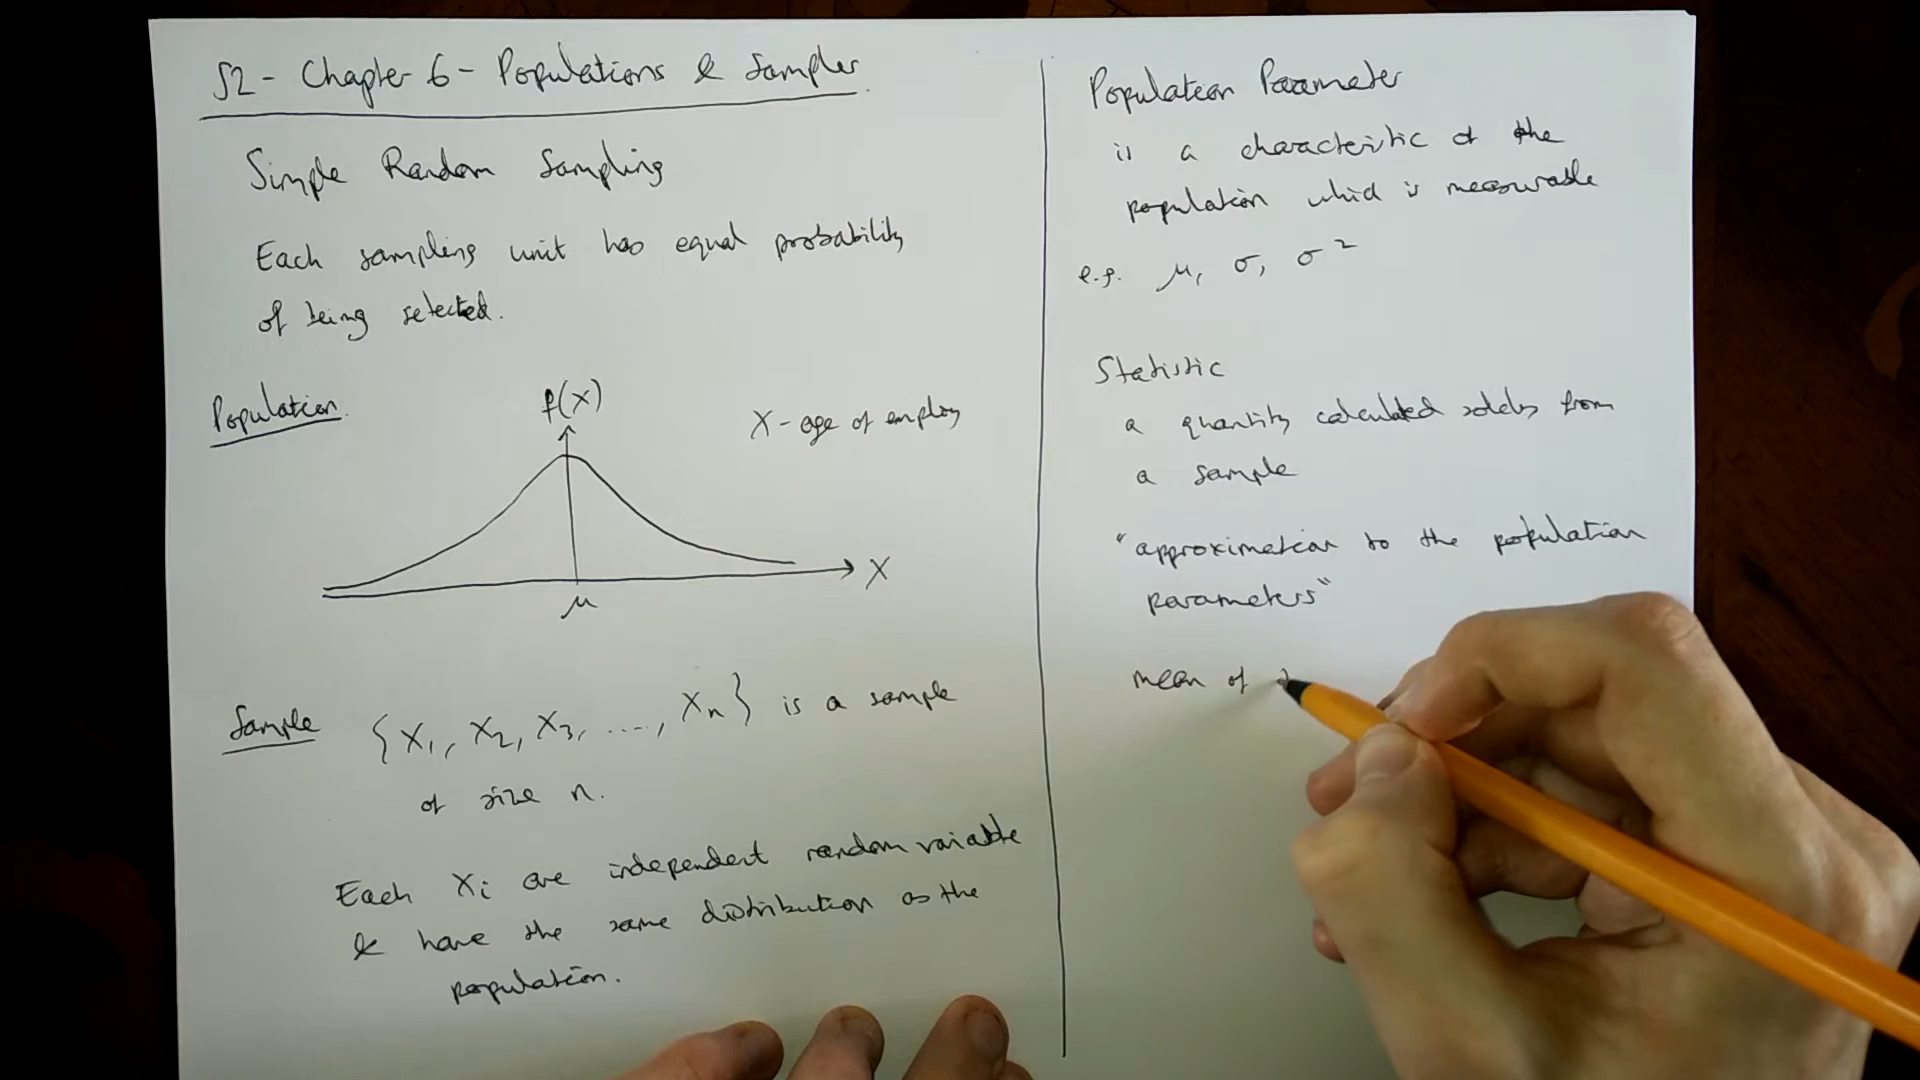 S2 - Chapter 6 - Populations & Samples
Simple Random Sampling
Each sampling unit has equal probability
of being selected.
Population
f(x)
X - age of employ
X
μ
Sample {X₁, X₂, X₃, ...., Xₙ} is a sample
of size n.
Each Xi are independent random variable
& have the same distribution as the
population.
Population Parameter
is a characteristic of the
population which is measurable
e.g. μ, σ, σ²
Statistic
a quantity calculated solely from
a sample
"approximation to the population
parameters"
mean of